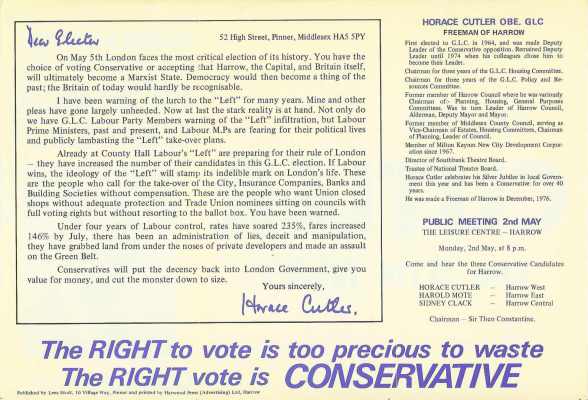 Dear Elector
52 High Street, Pinner, Middlesex HA5 5PY
On May 5th London faces the most critical election of its history. You have the
choice of voting Conservative or accepting that Harrow, the Capital, and Britain itself,
will ultimately become a Marxist State. Democracy would then become a thing of the
past; the Britain of today would hardly be recognisable.
I have been warning of the lurch to the "Left" for many years. Mine and other
pleas have gone largely unheeded. Now at last the stark reality is at hand. Not only do
we have G.L.C. Labour Party Members warning of the "Left" infiltration, but Labour
Prime Ministers, past and present, and Labour M.Ps are fearing for their political lives
and publicly lambasting the "Left" take-over plans.
Already at County Hall Labour's "Left" are preparing for their rule of London
– they have increased the number of their candidates in this G.L.C. election. If Labour
wins, the ideology of the "Left" will stamp its indelible mark on London's life. These
are the people who call for the take-over of the City, Insurance Companies, Banks and
Building Societies without compensation. These are the people who want Union closed
shops without adequate protection and Trade Union nominees sitting on councils with
full voting rights but without resorting to the ballot box. You have been warned.
Under four years of Labour control, rates have soared 235%, fares increased
146% by July, there has been an administration of lies, deceit and manipulation,
they have grabbed land from under the noses of private developers and made an assault
on the Green Belt.
Conservatives will put the decency back into London Government, give you
value for money, and cut the monster down to size.
Yours sincerely,
Horace Cutler.
HORACE CUTLER OBE. GLC
FREEMAN OF HARROW
First elected to G.L.C. in 1964, and was made Deputy
Leader of the Conservative opposition. Remained Deputy
Leader until 1974 when his colleagues chose him to
become their Leader.
Chairman for three years of the G.L.C. Housing Committee.
Chairman for three years of the G.L.C. Policy and Re-
sources Committee.
Former member of Harrow Council where he was variously
Chairman of:- Planning, Housing, General Purposes
Committees. Was in turn Leader of Harrow Council,
Alderman, Deputy Mayor and Mayor.
Former member of Middlesex County Council, serving as
Vice-Chairman of Estates, Housing Committees, Chairman
of Planning, Leader of Council.
Member of Milton Keynes New City Development Corpor-
ation since 1967.
Director of Southbank Theatre Board.
Trustee of National Theatre Board.
Horace Cutler celebrates his Silver Jubilee in local Govern-
ment this year and has been a Conservative for over 40
years.
He was made a Freeman of Harrow in December, 1976.
PUBLIC MEETING 2nd MAY
THE LEISURE CENTRE – HARROW
Monday, 2nd May, at 8 p.m.
Come and hear the three Conservative Candidates
for Harrow.
HORACE CUTLER – Harrow West
HAROLD MOTE – Harrow East
SIDNEY CLACK – Harrow Central
Chairman – Sir Theo Constantine.
The RIGHT to vote is too precious to waste
The RIGHT vote is CONSERVATIVE
Published by 10 Village Way, Pinner and printed by Harwood Press (Advertising) Ltd, Harrow